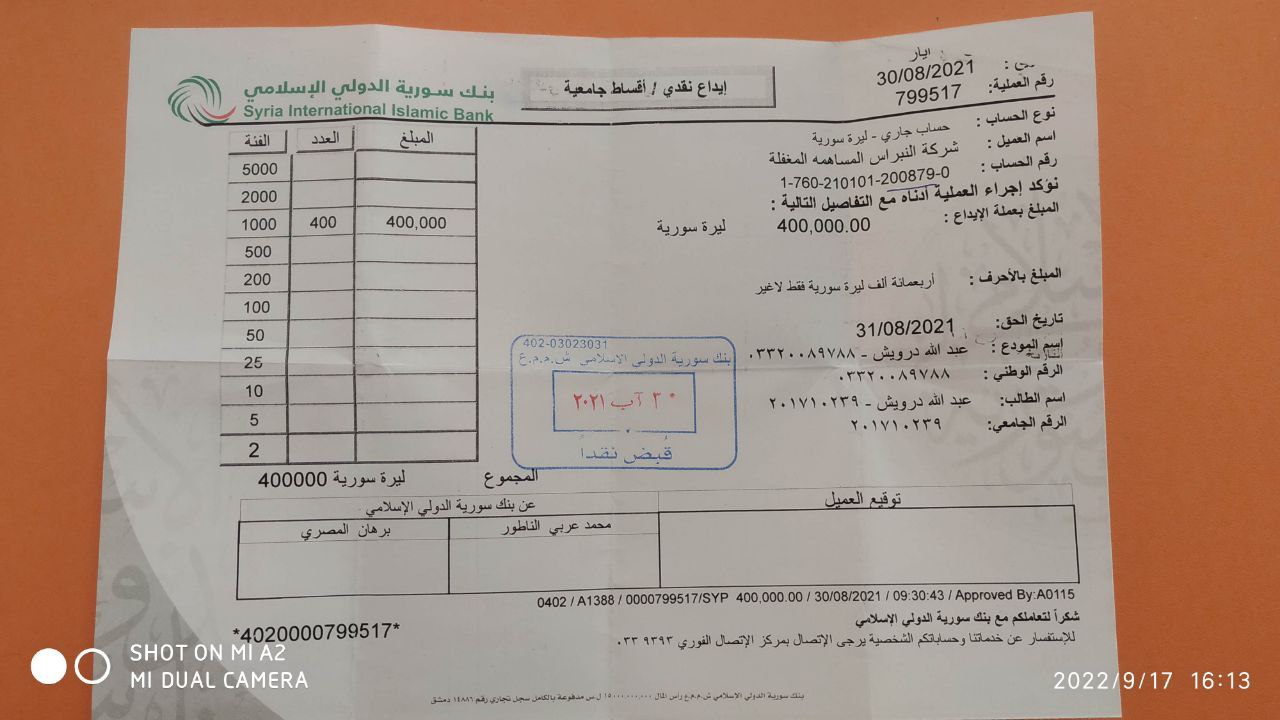 بنك سورية الدولي الإسلامي
Syria International Islamic Bank
إيداع نقدي / أقساط جامعية
ايار
في :
30/08/2021
رقم العملية: 799517
نوع الحساب : حساب جاري - ليرة سورية
اسم العميل : شركة النبراس المساهمه المغفلة
رقم الحساب : 1-760-210101-200879-0
نؤكد إجراء العملية أدناه مع التفاصيل التالية :
المبلغ بعملة الإيداع : 400,000.00 ليرة سورية
المبلغ بالأحرف : أربعمائة ألف ليرة سورية فقط لاغير
تاريخ الحق: 31/08/2021
إسم المودع : عبد الله درويش - ٠٣٣٢٠٠٨٩٧٨٨
الرقم الوطني : ٠٣٣٢٠٠٨٩٧٨٨
اسم الطالب: عبد الله درويش - ٢٠١٧١٠٢٣٩
الرقم الجامعي: ٢٠١٧١٠٢٣٩
المبلغ العدد الفئة
5000
2000
400,000 400 1000
500
200
100
50
25
10
5
2
المجموع ليرة سورية 400000
402-03023031
بنك سورية الدولي الاسلامي ش.م.م.ع
٣٠ آب ٢٠٢١
قُبض نقداً
توقيع العميل
عن بنك سورية الدولي الإسلامي
محمد عربي الناطور
برهان المصري
0402 / A1388 / 0000799517/SYP 400,000.00 / 30/08/2021 / 09:30:43 / Approved By:A0115
شكراً لتعاملكم مع بنك سورية الدولي الإسلامي
للإستفسار عن خدماتنا وحساباتكم الشخصية يرجى الإتصال بمركز الإتصال الفوري ٩٣٩٣ ٠٣٣
*4020000799517*
بنك سورية الدولي الاسلامي ش.م.م.ع راس المال ١٥٠٠٠٠٠٠٠٠٠ ل.س مدفوعة بالكامل سجل تجاري رقم ١٤٨٨٦ دمشق
SHOT ON MI A2
MI DUAL CAMERA
2022/9/17 16:13